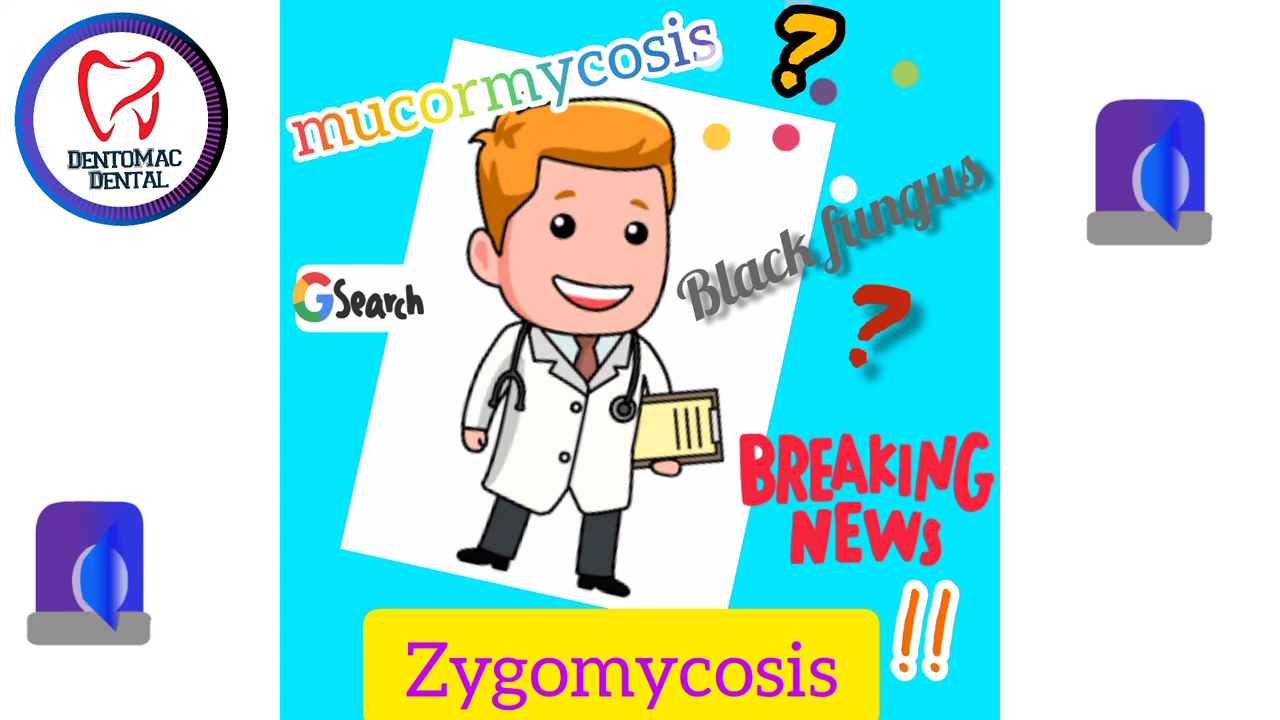 DENTOMAC
DENTAL
mucormycosis
?
GSearch
Black fungus
?
BREAKING
NEWS
!!
Zygomycosis